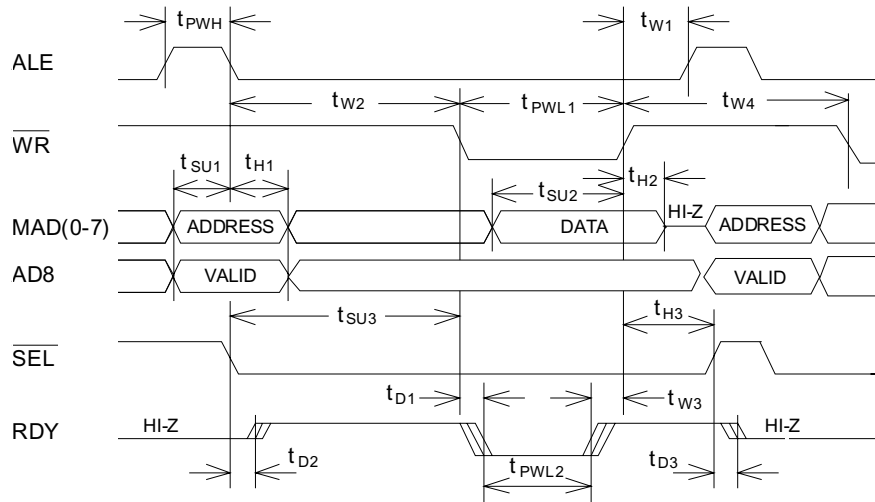 tPWH tW1
ALE
tW2 tPWL1 tW4
WR
tSU1 tH1 tSU2 tH2
MAD(0-7) ADDRESS DATA HI-Z ADDRESS
AD8 VALID VALID
tSU3 tH3
SEL
tD1 tW3
RDY HI-Z HI-Z
tD2 tPWL2 tD3